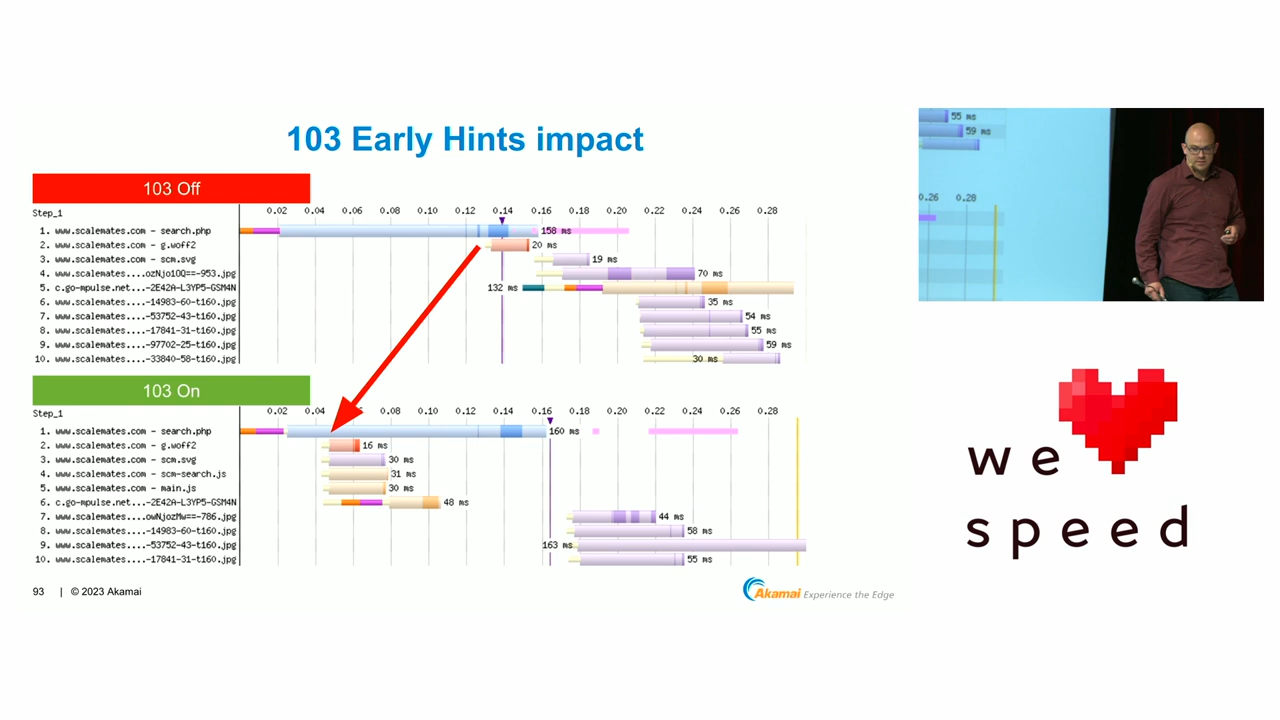 103 Early Hints impact
103 Off
Step_1 0.02 0.04 0.06 0.08 0.10 0.12 0.14 0.16 0.18 0.20 0.22 0.24 0.26 0.28
1. www.scalemates.com - search.php 158 ms
2. www.scalemates.com - g.woff2 20 ms
3. www.scalemates.com - scm.svg 19 ms
4. www.scalemates....ozNjo1OQ==-953.jpg 70 ms
5. c.go-mpulse.net...-2E42A-L3YP5-GSM4N 132 ms
6. www.scalemates....-14983-60-t160.jpg 35 ms
7. www.scalemates....-53752-43-t160.jpg 54 ms
8. www.scalemates....-17841-31-t160.jpg 55 ms
9. www.scalemates....-97702-25-t160.jpg 59 ms
10. www.scalemates....-33840-58-t160.jpg 30 ms
103 On
Step_1 0.02 0.04 0.06 0.08 0.10 0.12 0.14 0.16 0.18 0.20 0.22 0.24 0.26 0.28
1. www.scalemates.com - search.php 160 ms
2. www.scalemates.com - g.woff2 16 ms
3. www.scalemates.com - scm.svg 30 ms
4. www.scalemates.com - scm-search.js 31 ms
5. www.scalemates.com - main.js 30 ms
6. c.go-mpulse.net...-2E42A-L3YP5-GSM4N 48 ms
7. www.scalemates....owNjozMw==-786.jpg 44 ms
8. www.scalemates....-14983-60-t160.jpg 58 ms
9. www.scalemates....-53752-43-t160.jpg 163 ms
10. www.scalemates....-17841-31-t160.jpg 55 ms
93 | © 2023 Akamai
Akamai Experience the Edge
55 ms
59 ms
0.26 0.28
we
speed